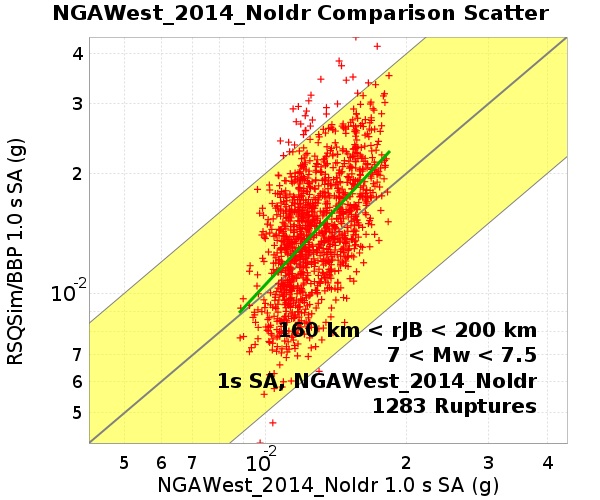 NGAWest_2014_NoIdr Comparison Scatter
4
3
2
10-2
7
6
5
RSQSim/BBP 1.0 s SA (g)
160 km < rJB < 200 km
7 < Mw < 7.5
1s SA, NGAWest_2014_NoIdr
1283 Ruptures
5 6 7 10-2 2 3 4
NGAWest_2014_NoIdr 1.0 s SA (g)